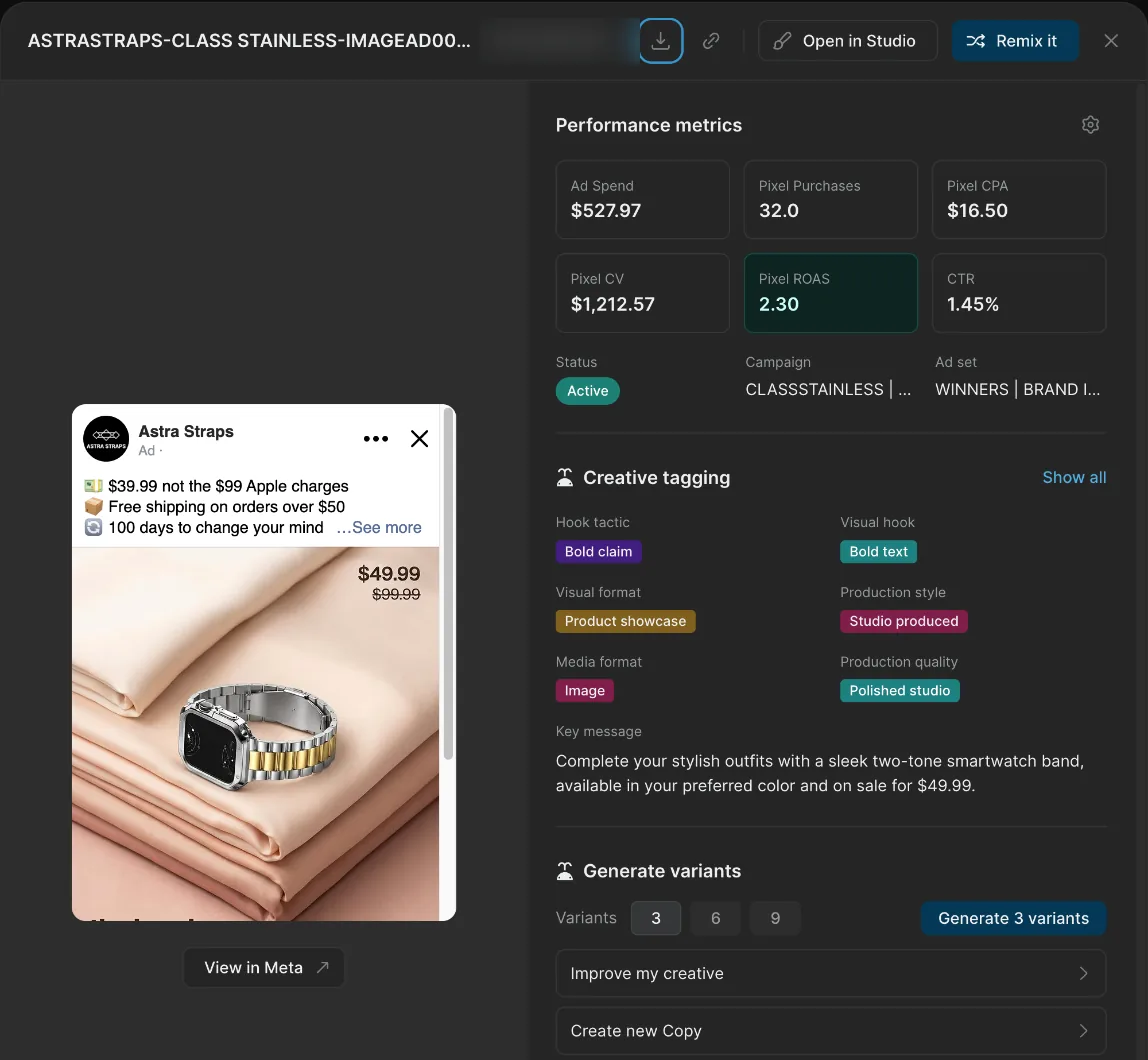 ASTRASTRAPS-CLASS STAINLESS-IMAGEAD00...
Open in Studio
Remix it
Astra Straps
Ad ·
ASTRA STRAPS
💵 $39.99 not the $99 Apple charges
📦 Free shipping on orders over $50
🔄 100 days to change your mind ...See more
$49.99
$99.99
View in Meta
Performance metrics
Ad Spend
$527.97
Pixel Purchases
32.0
Pixel CPA
$16.50
Pixel CV
$1,212.57
Pixel ROAS
2.30
CTR
1.45%
Status
Active
Campaign
CLASSSTAINLESS | ...
Ad set
WINNERS | BRAND I...
Creative tagging
Show all
Hook tactic
Bold claim
Visual hook
Bold text
Visual format
Product showcase
Production style
Studio produced
Media format
Image
Production quality
Polished studio
Key message
Complete your stylish outfits with a sleek two-tone smartwatch band,
available in your preferred color and on sale for $49.99.
Generate variants
Variants
3
6
9
Generate 3 variants
Improve my creative
Create new Copy